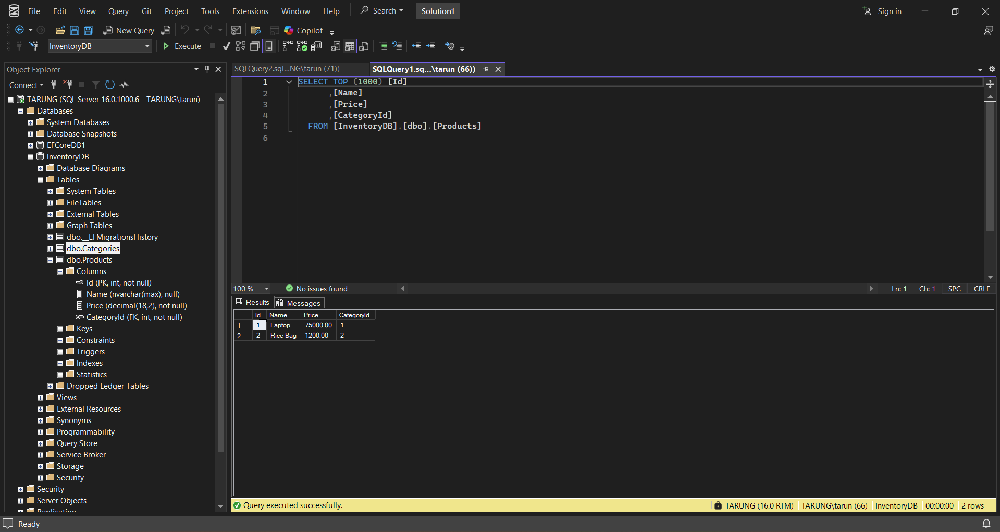 File Edit View Query Git Project Tools Extensions Window Help Search Solution1 Sign in
New Query Copilot
InventoryDB Execute
Object Explorer
Connect
TARUNG (SQL Server 16.0.1000.6 - TARUNG\tarun)
Databases
System Databases
Database Snapshots
EFCoreDB1
InventoryDB
Database Diagrams
Tables
System Tables
FileTables
External Tables
Graph Tables
dbo.__EFMigrationsHistory
dbo.Categories
dbo.Products
Columns
Id (PK, int, not null)
Name (nvarchar(max), null)
Price (decimal(18,2), not null)
CategoryId (FK, int, not null)
Keys
Constraints
Triggers
Indexes
Statistics
Dropped Ledger Tables
Views
External Resources
Synonyms
Programmability
Query Store
Service Broker
Storage
Security
Security
Server Objects
Replication
SQLQuery2.sql...NG\tarun (71)) SQLQuery1.sq...\tarun (66))
1 SELECT TOP (1000) [Id]
2 ,[Name]
3 ,[Price]
4 ,[CategoryId]
5 FROM [InventoryDB].[dbo].[Products]
6
100 % No issues found Ln: 1 Ch: 1 SPC CRLF
Results Messages
Id Name Price CategoryId
1 1 Laptop 75000.00 1
2 2 Rice Bag 1200.00 2
Query executed successfully. TARUNG (16.0 RTM) TARUNG\tarun (66) InventoryDB 00:00:00 2 rows
Ready